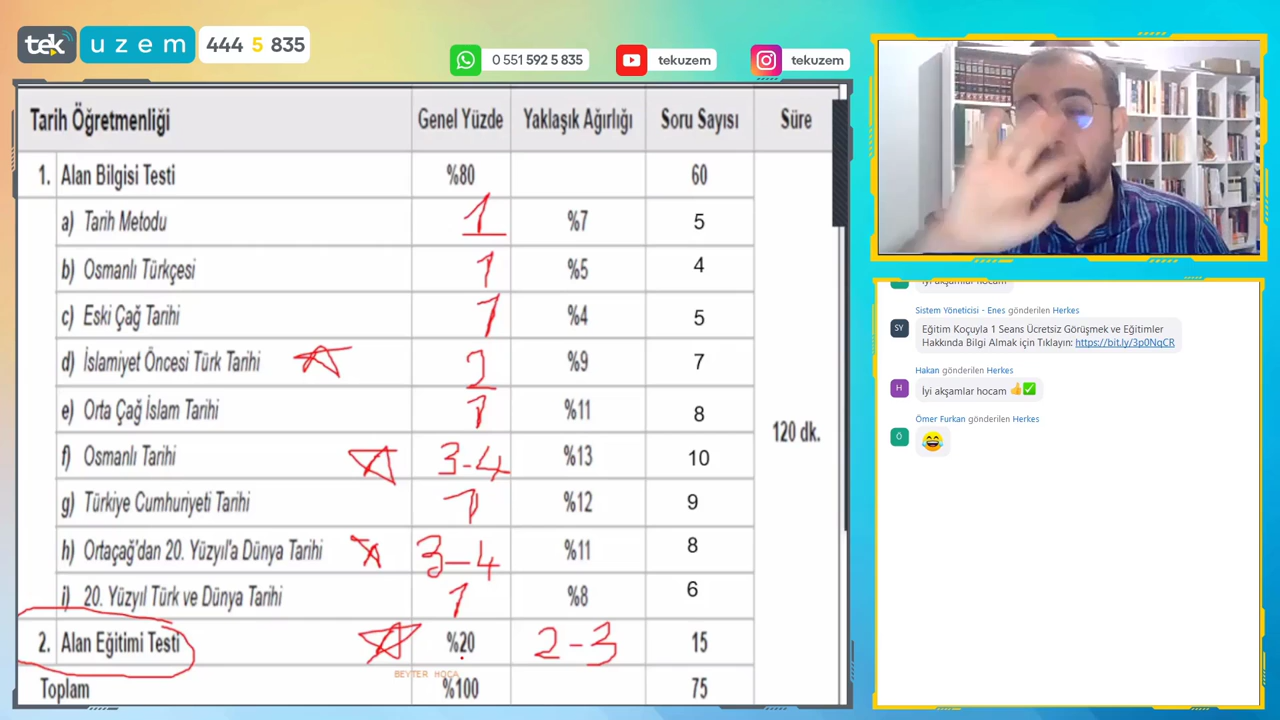 tek uzem 444 5 835
0 551 592 5 835 tekuzem tekuzem
Tarih Öğretmenliği Genel Yüzde Yaklaşık Ağırlığı Soru Sayısı Süre
1. Alan Bilgisi Testi %80 60
a) Tarih Metodu 1 %7 5
b) Osmanlı Türkçesi 1 %5 4
c) Eski Çağ Tarihi 1 %4 5
d) İslamiyet Öncesi Türk Tarihi 2 %9 7
e) Orta Çağ İslam Tarihi 1 %11 8
120 dk.
f) Osmanlı Tarihi 3-4 %13 10
g) Türkiye Cumhuriyeti Tarihi 1 %12 9
h) Ortaçağ'dan 20. Yüzyıl'a Dünya Tarihi 3-4 %11 8
i) 20. Yüzyıl Türk ve Dünya Tarihi 1 %8 6
2. Alan Eğitimi Testi %20 2-3 15
BEYTER HOCA
Toplam %100 75
İyi akşamlar hocam
Sistem Yöneticisi - Enes gönderilen Herkes
SY
Eğitim Koçuyla 1 Seans Ücretsiz Görüşmek ve Eğitimler
Hakkında Bilgi Almak için Tıklayın: https://bit.ly/3p0NqCR
Hakan gönderilen Herkes
H İyi akşamlar hocam 👍✅
Ömer Furkan gönderilen Herkes
Ö 😂